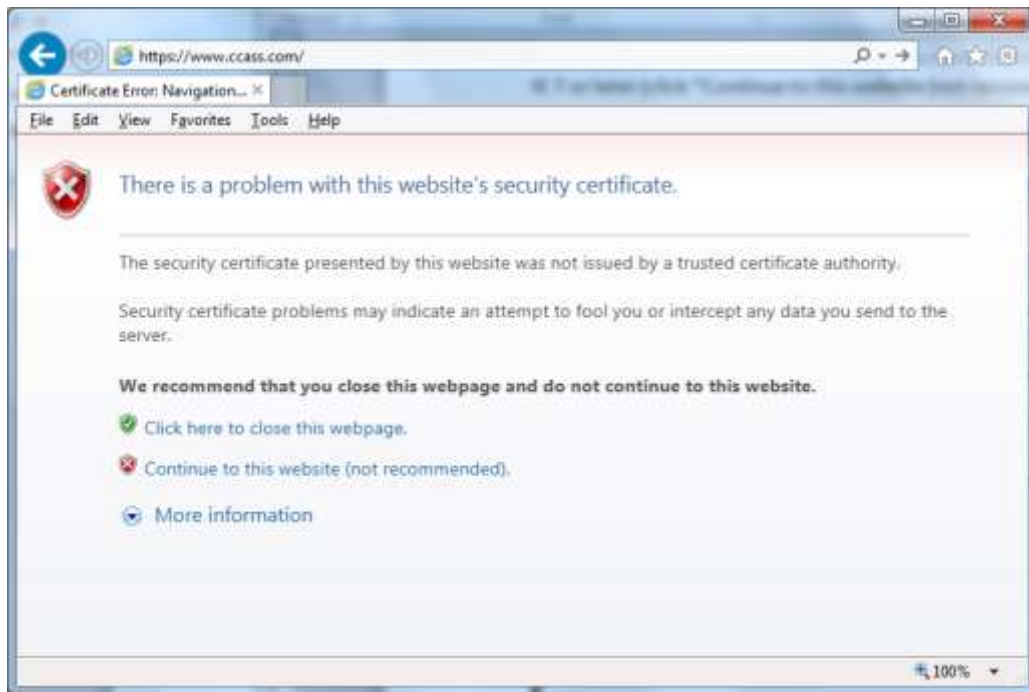 https://www.ccass.com/
Certificate Error: Navigation...
File Edit View Favorites Tools Help
There is a problem with this website's security certificate.
The security certificate presented by this website was not issued by a trusted certificate authority.
Security certificate problems may indicate an attempt to fool you or intercept any data you send to the
server.
We recommend that you close this webpage and do not continue to this website.
Click here to close this webpage.
Continue to this website (not recommended).
More information
100%